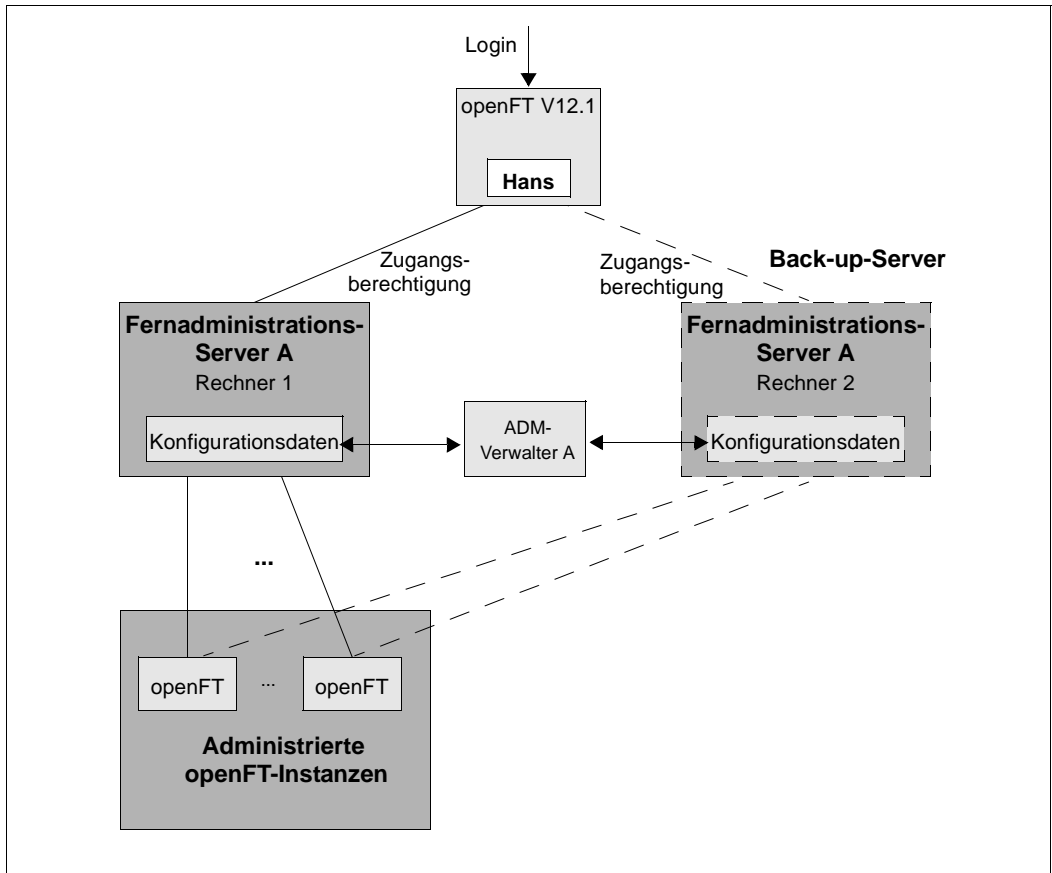 Login
openFT V12.1
Hans
Zugangs-
berechtigung
Zugangs-
berechtigung
Back-up-Server
Fernadministrations-
Server A
Rechner 1
Konfigurationsdaten
ADM-
Verwalter A
Fernadministrations-
Server A
Rechner 2
Konfigurationsdaten
...
openFT
...
openFT
Administrierte
openFT-Instanzen